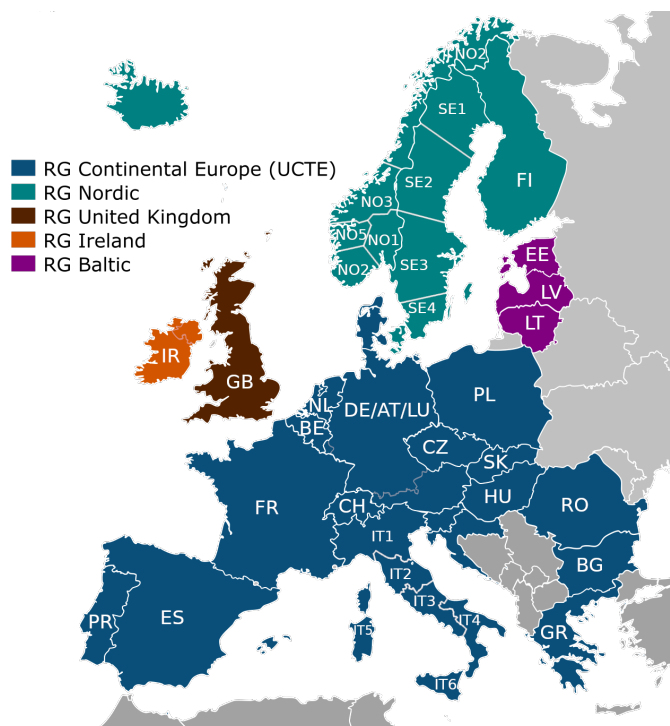 NO2
SE1
RG Continental Europe (UCTE)
RG Nordic
RG United Kingdom
RG Ireland
RG Baltic
SE2
FI
NO3
NO5
NO1
NO2
SE3
EE
LV
SE4
LT
IR
GB
NL
DE/AT/LU
PL
BE
CZ
SK
CH
HU
FR
RO
IT1
IT2
BG
IT3
PR
ES
IT5
IT4
GR
IT6